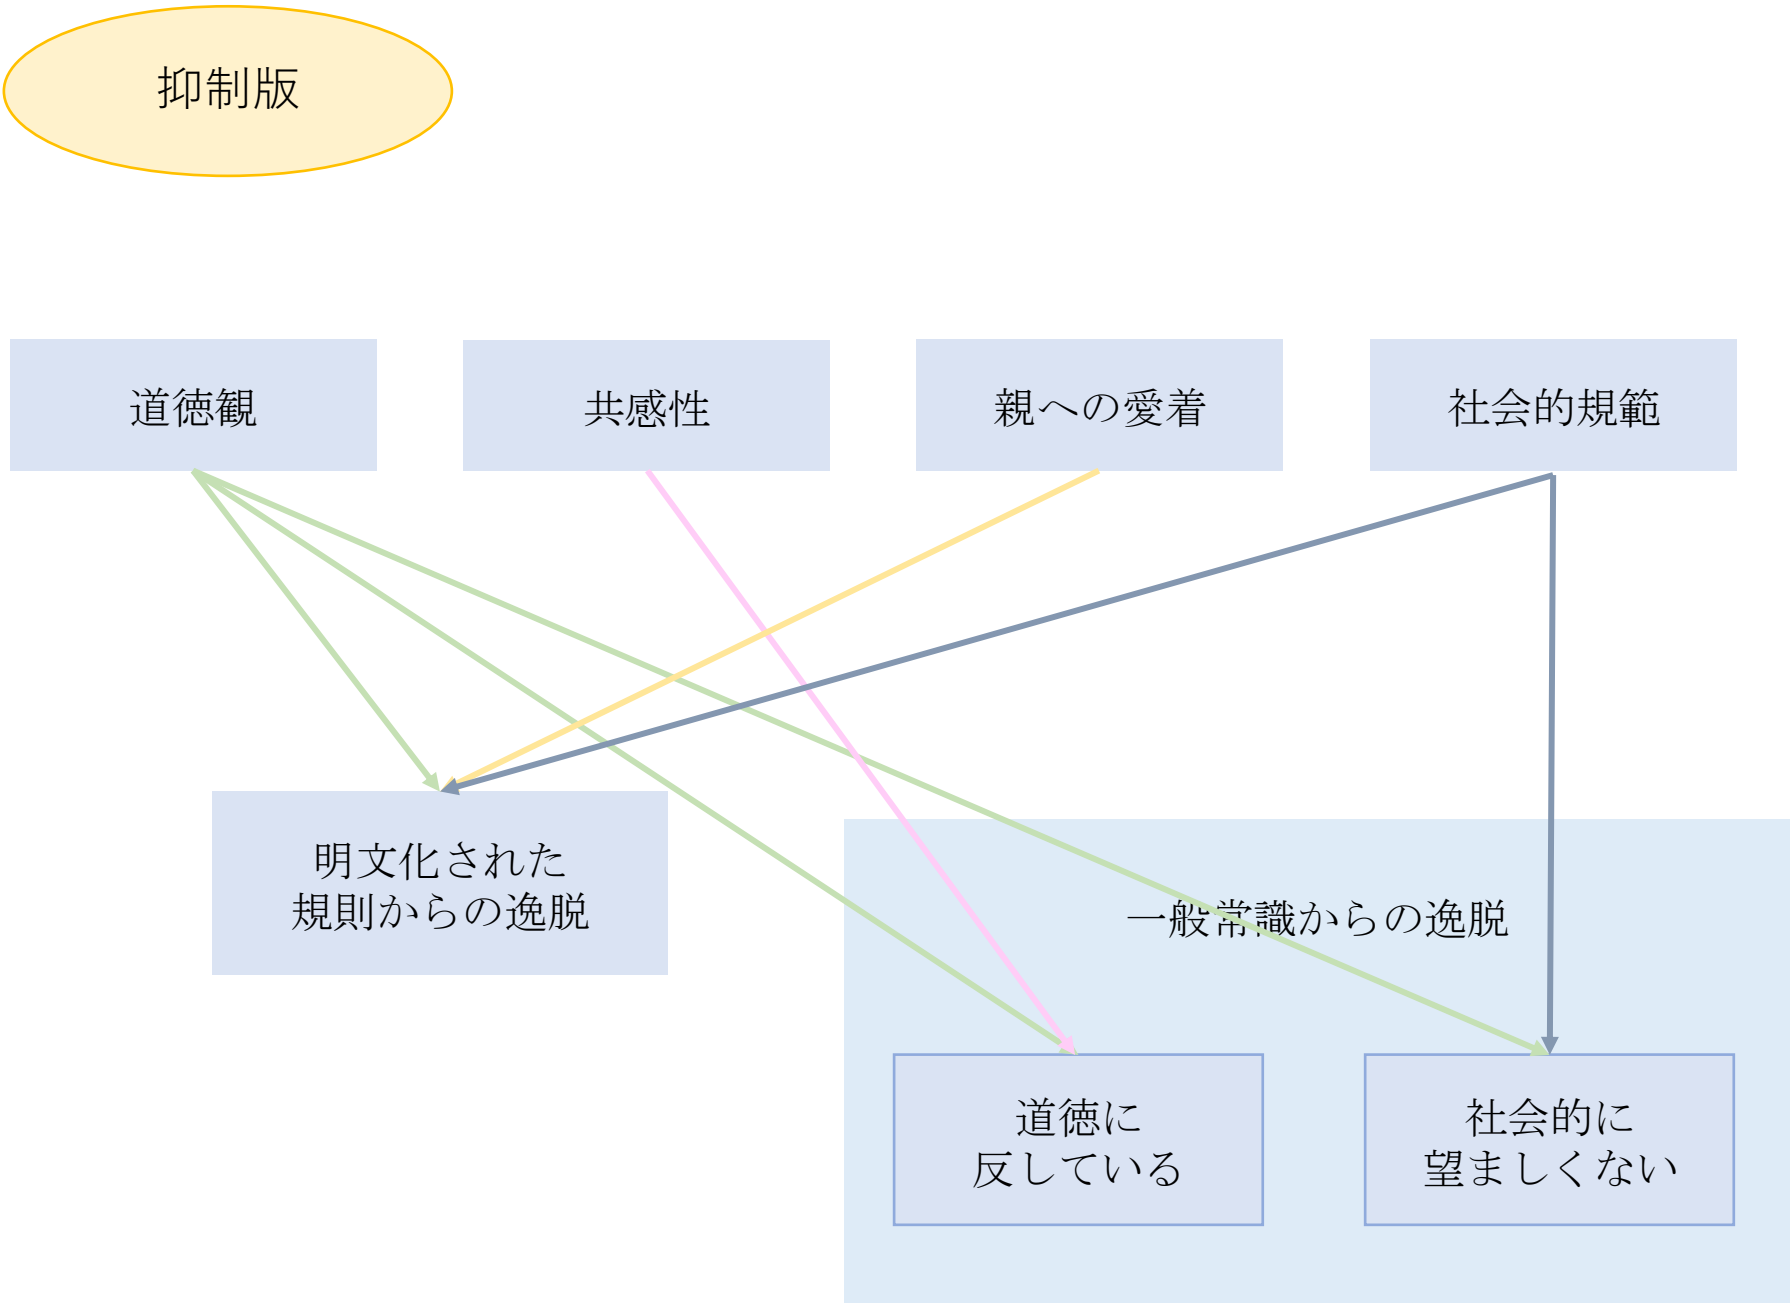 抑制版
道徳観
共感性
親への愛着
社会的規範
明文化された
規則からの逸脱
一般常識からの逸脱
道徳に
反している
社会的に
望ましくない